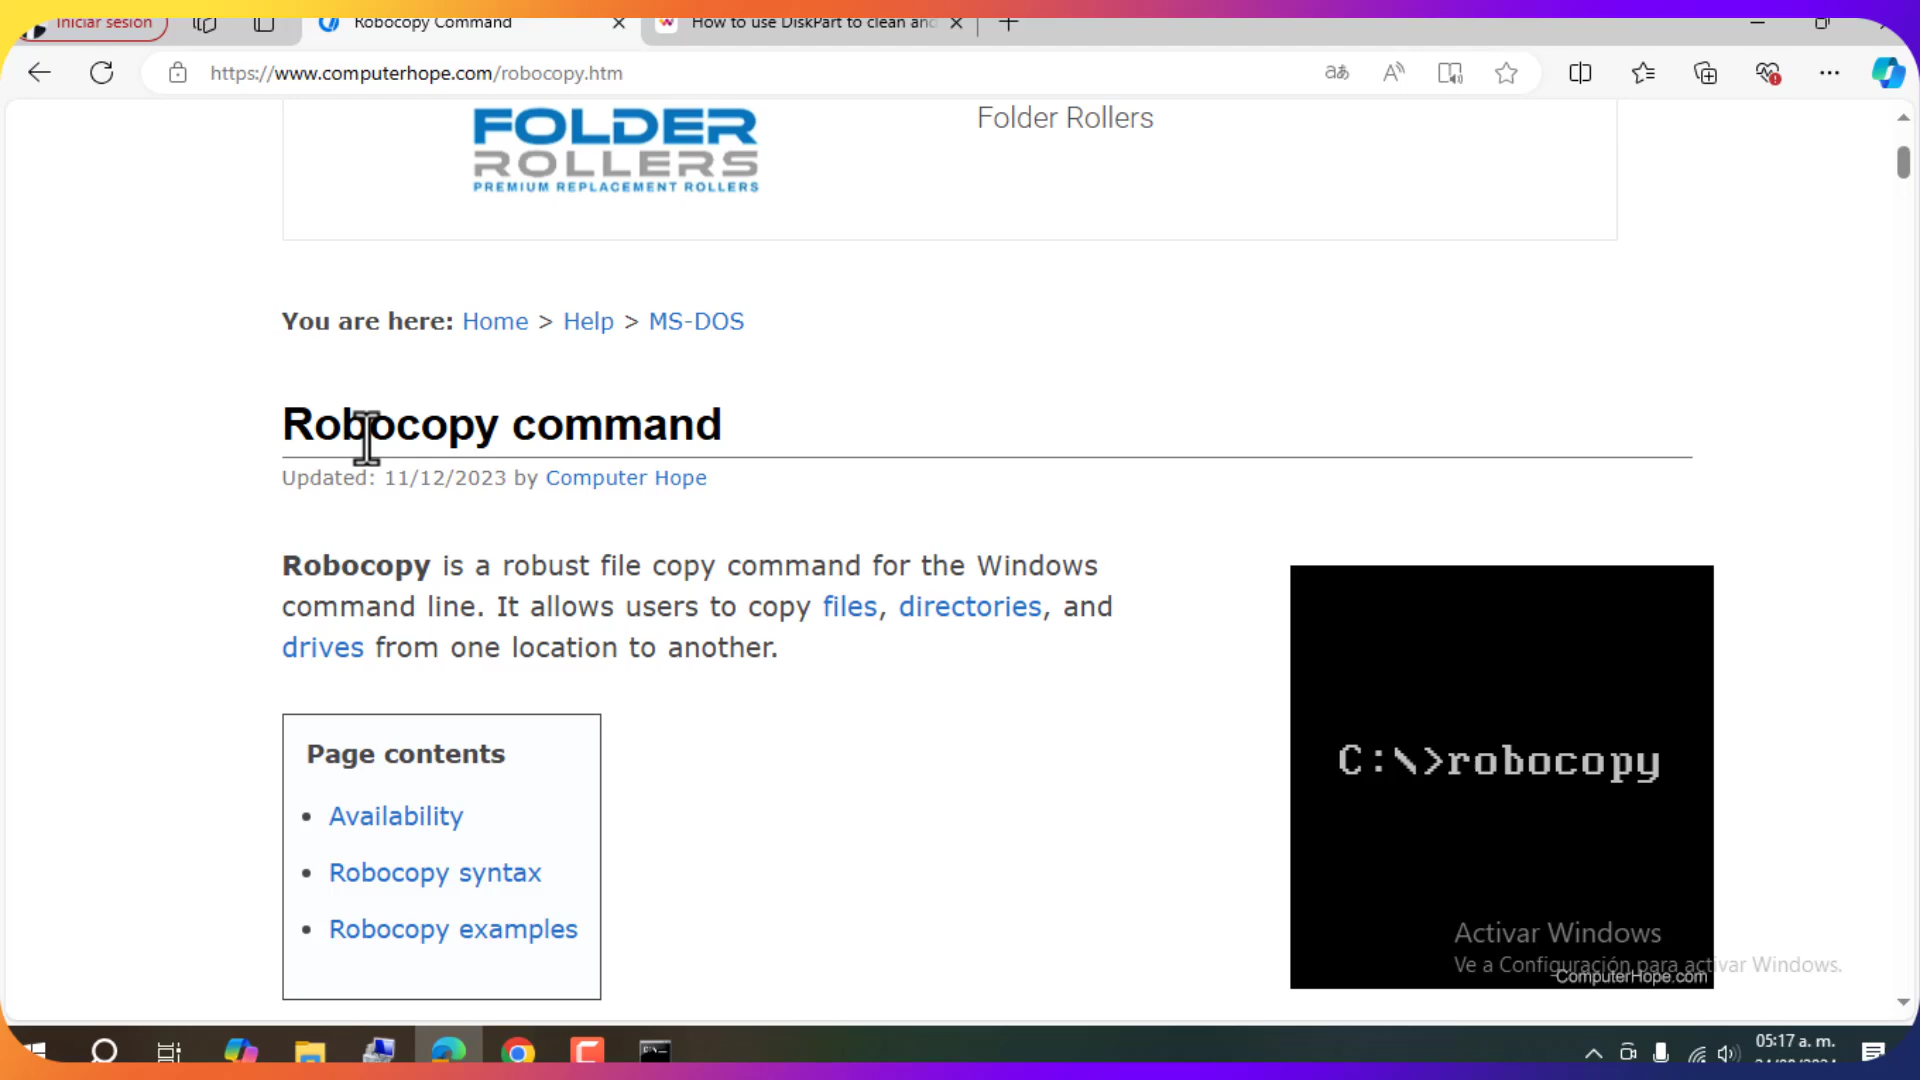 Iniciar sesión
Robocopy Command
How to use DiskPart to clean and
https://www.computerhope.com/robocopy.htm
FOLDER
ROLLERS
PREMIUM REPLACEMENT ROLLERS
Folder Rollers
You are here: Home > Help > MS-DOS
Robocopy command
Updated: 11/12/2023 by Computer Hope
Robocopy is a robust file copy command for the Windows
command line. It allows users to copy files, directories, and
drives from one location to another.
Page contents
• Availability
• Robocopy syntax
• Robocopy examples
C:\>robocopy
Activar Windows
Ve a Configuración para activar Windows.
ComputerHope.com
05:17 a. m.